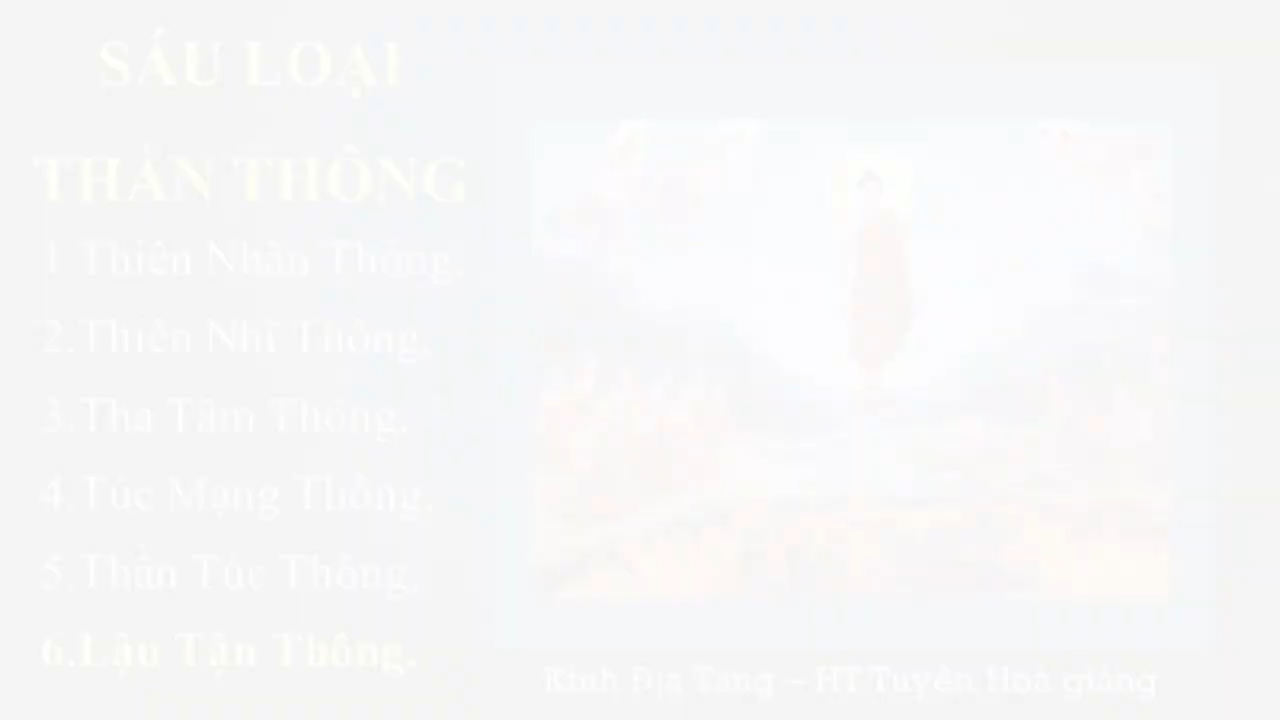 SÁU LOẠI
THẦN THÔNG
1.Thiên Nhãn Thông.
2.Thiên Nhĩ Thông.
3.Tha Tâm Thông.
4.Túc Mạng Thông.
5.Thần Túc Thông.
6.Lậu Tận Thông.
Kinh Địa Tạng – HT Tuyên Hoá giảng